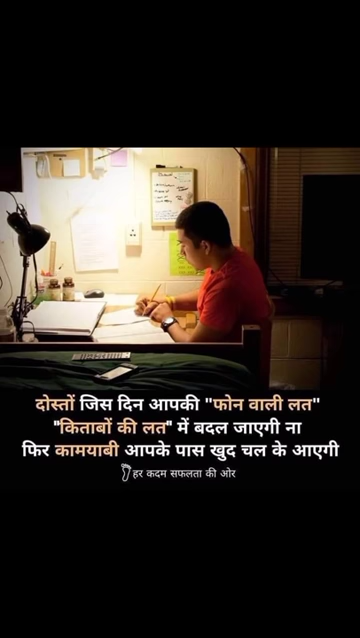 दोस्तों जिस दिन आपकी "फोन वाली लत"
"किताबों की लत" में बदल जाएगी ना
फिर कामयाबी आपके पास खुद चल के आएगी
हर कदम सफलता की ओर